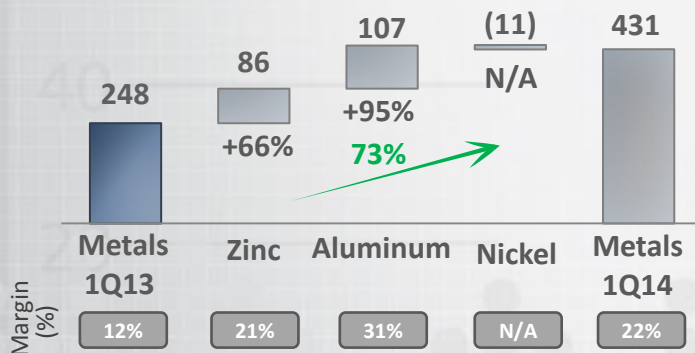 107
(11)
431
86
248
N/A
+95%
+66%
73%
40
Metals
1Q13
Zinc
Aluminum
Nickel
Metals
1Q14
Margin
(%)
12%
21%
31%
N/A
22%